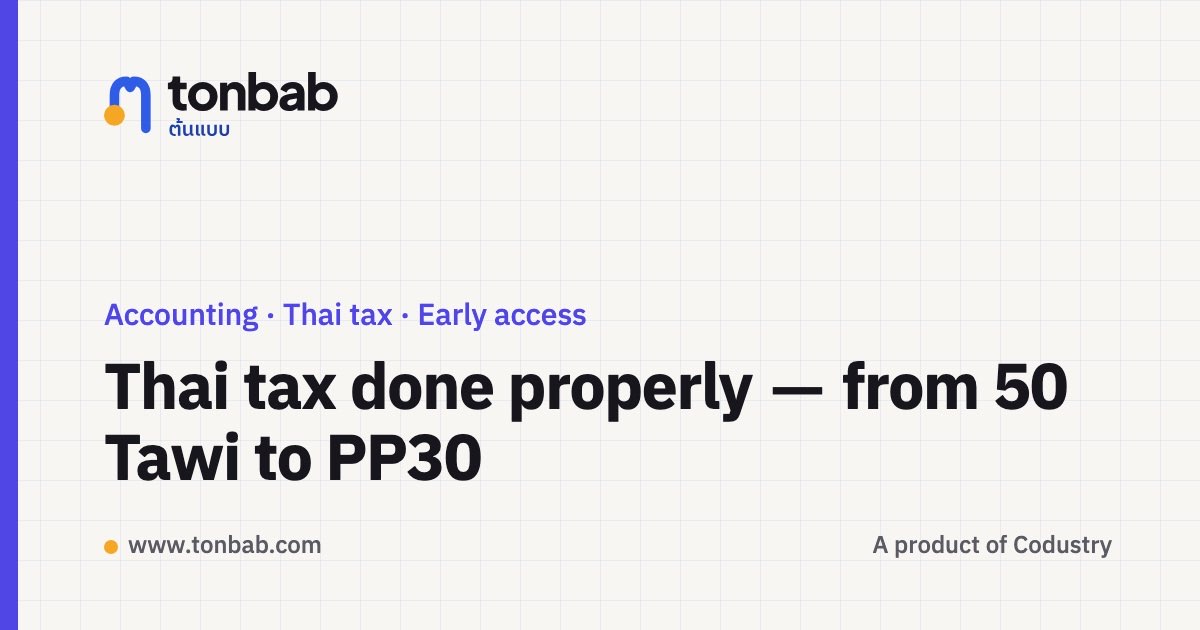 tonbab
ต้นแบบ
Accounting · Thai tax · Early access
Thai tax done properly — from 50
Tawi to PP30
www.tonbab.com
A product of Codustry